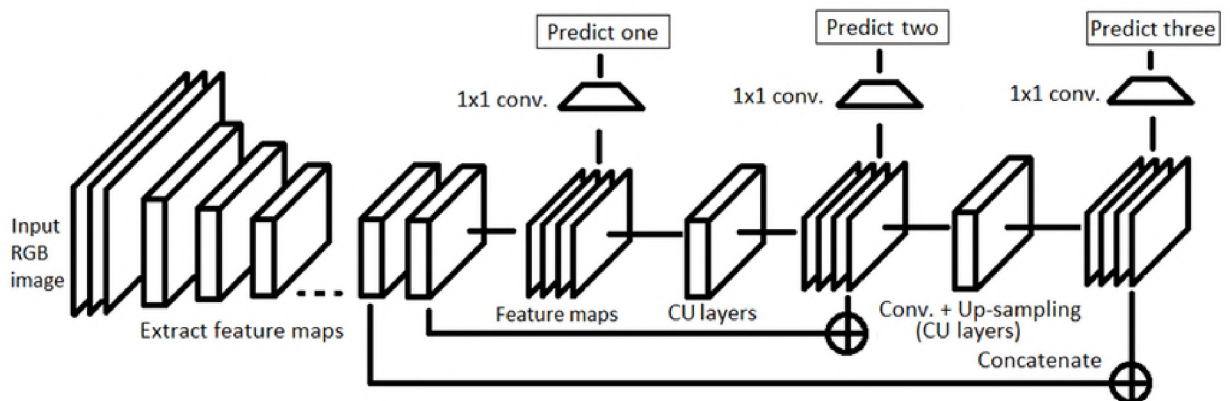 Predict one
Predict two
Predict three
1x1 conv.
1x1 conv.
1x1 conv.
Input
RGB
image
Extract feature maps
Feature maps
CU layers
Conv. + Up-sampling
(CU layers)
Concatenate